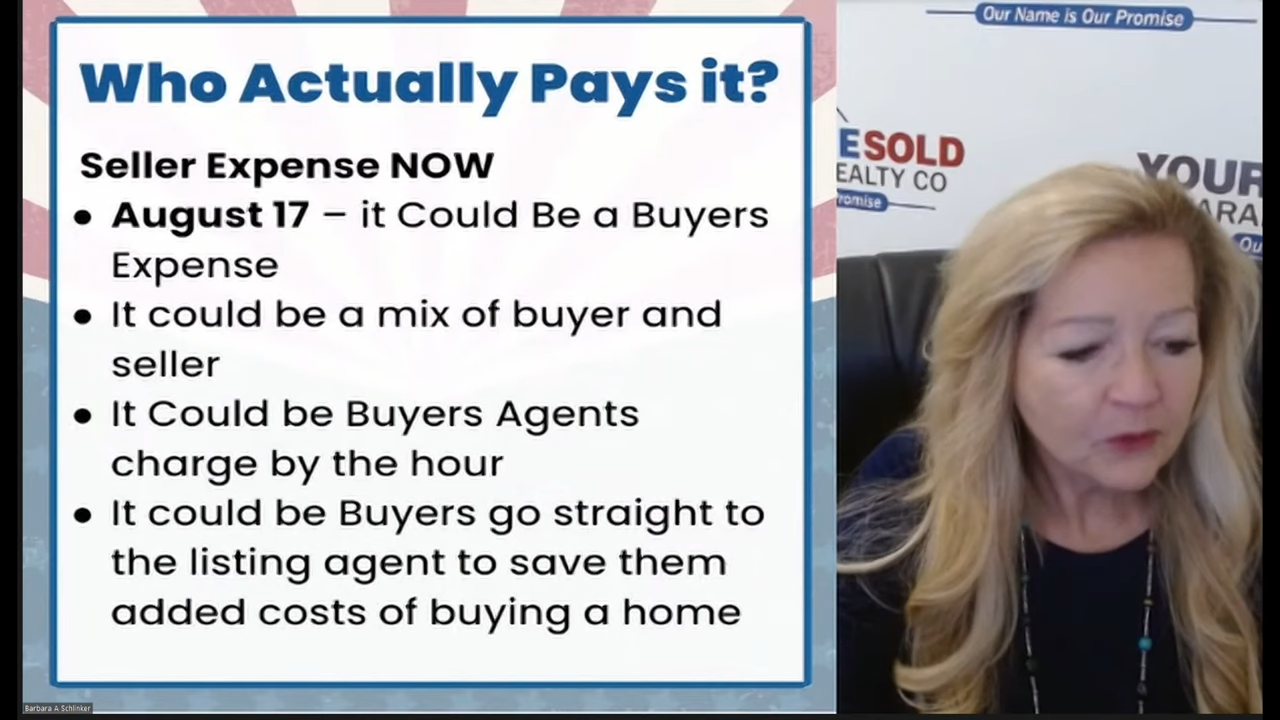 Who Actually Pays it?
Seller Expense NOW
• August 17 – it Could Be a Buyers
Expense
• It could be a mix of buyer and
seller
• It Could be Buyers Agents
charge by the hour
• It could be Buyers go straight to
the listing agent to save them
added costs of buying a home
Our Name is Our Promise
ESOLD
EALTY CO
romise
YOUR
ARA
Ou
Barbara A Schlinker